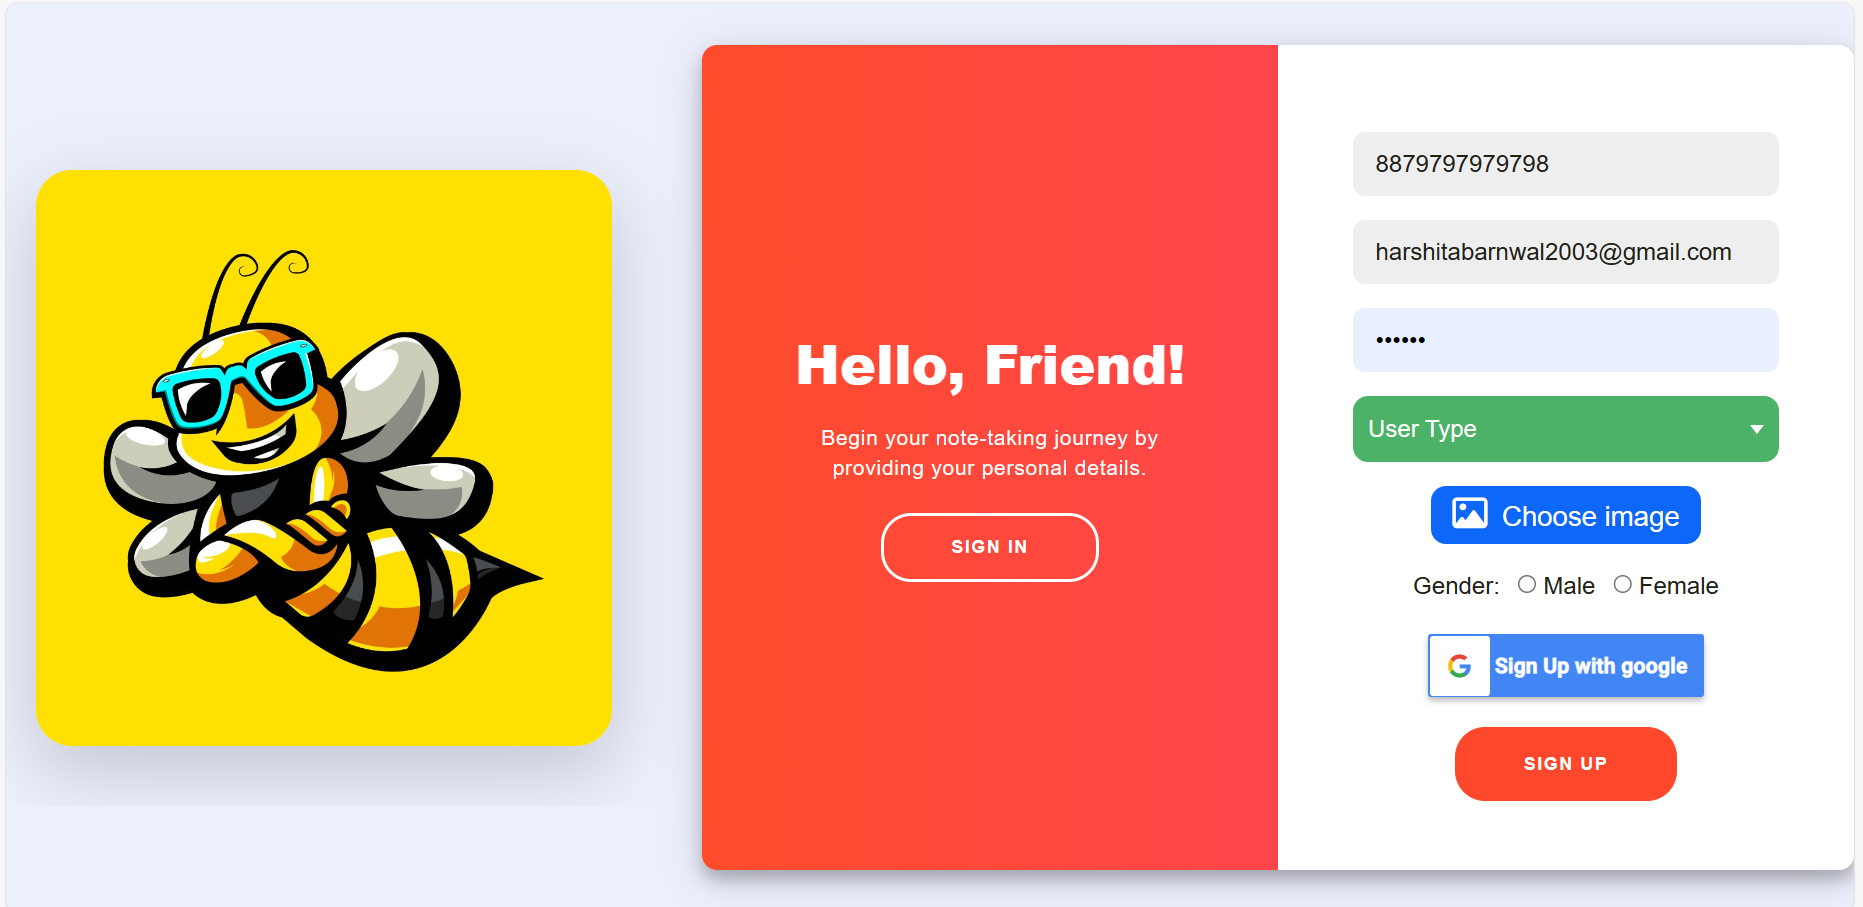 Hello, Friend!
Begin your note-taking journey by
providing your personal details.
SIGN IN
8879797979798
harshitabarnwal2003@gmail.com
••••••
User Type
Choose image
Gender: Male Female
Sign Up with google
SIGN UP